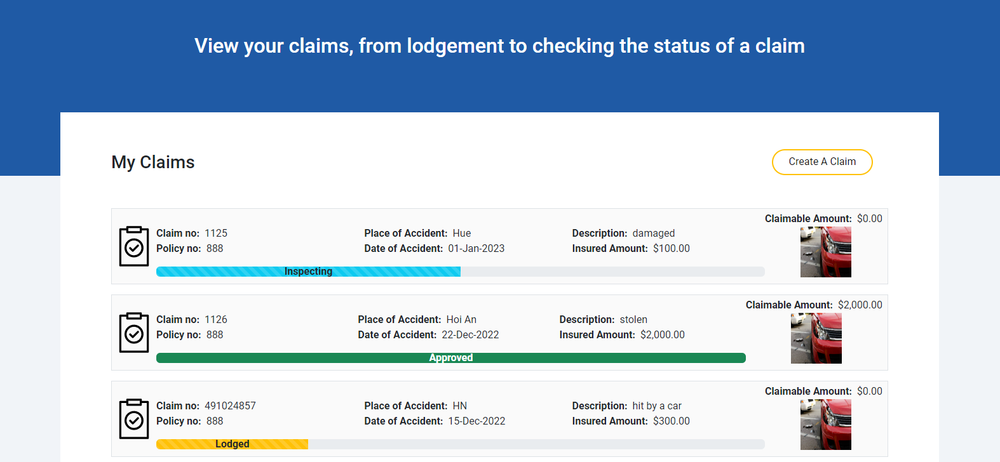 View your claims, from lodgement to checking the status of a claim
My Claims
Create A Claim
Claimable Amount: $0.00
Claim no: 1125 Place of Accident: Hue Description: damaged
Policy no: 888 Date of Accident: 01-Jan-2023 Insured Amount: $100.00
Inspecting
Claimable Amount: $2,000.00
Claim no: 1126 Place of Accident: Hoi An Description: stolen
Policy no: 888 Date of Accident: 22-Dec-2022 Insured Amount: $2,000.00
Approved
Claimable Amount: $0.00
Claim no: 491024857 Place of Accident: HN Description: hit by a car
Policy no: 888 Date of Accident: 15-Dec-2022 Insured Amount: $300.00
Lodged